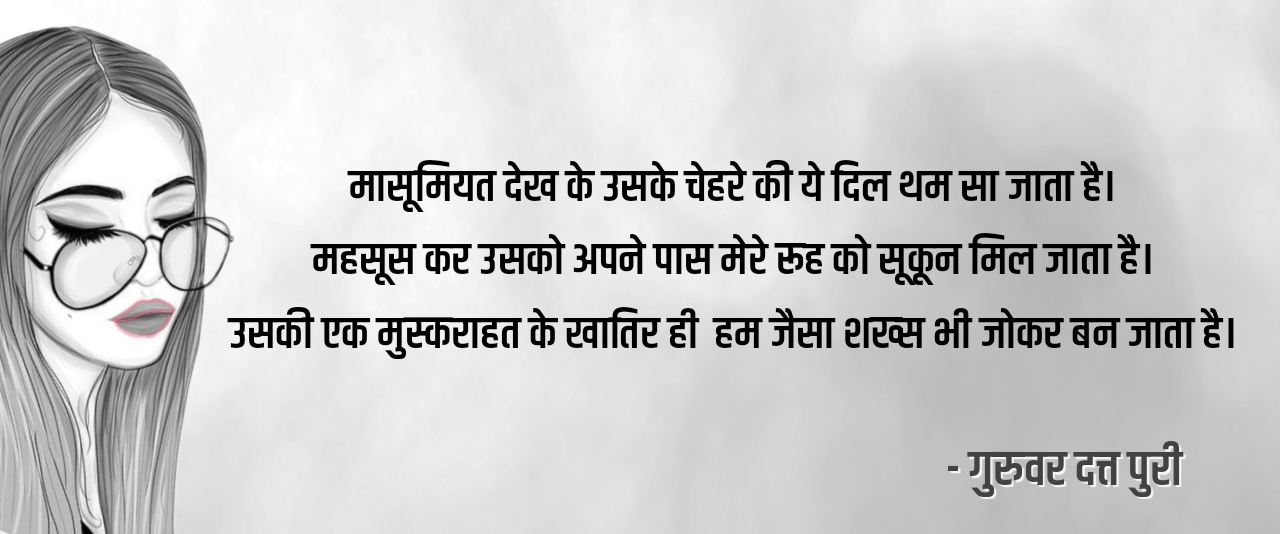 मासूमियत देख के उसके चेहरे की ये दिल थम सा जाता है।
महसूस कर उसको अपने पास मेरे रूह को सूकून मिल जाता है।
उसकी एक मुस्कराहत के खातिर ही हम जैसा शख्स भी जोकर बन जाता है।
- गुरुवर दत्त पुरी